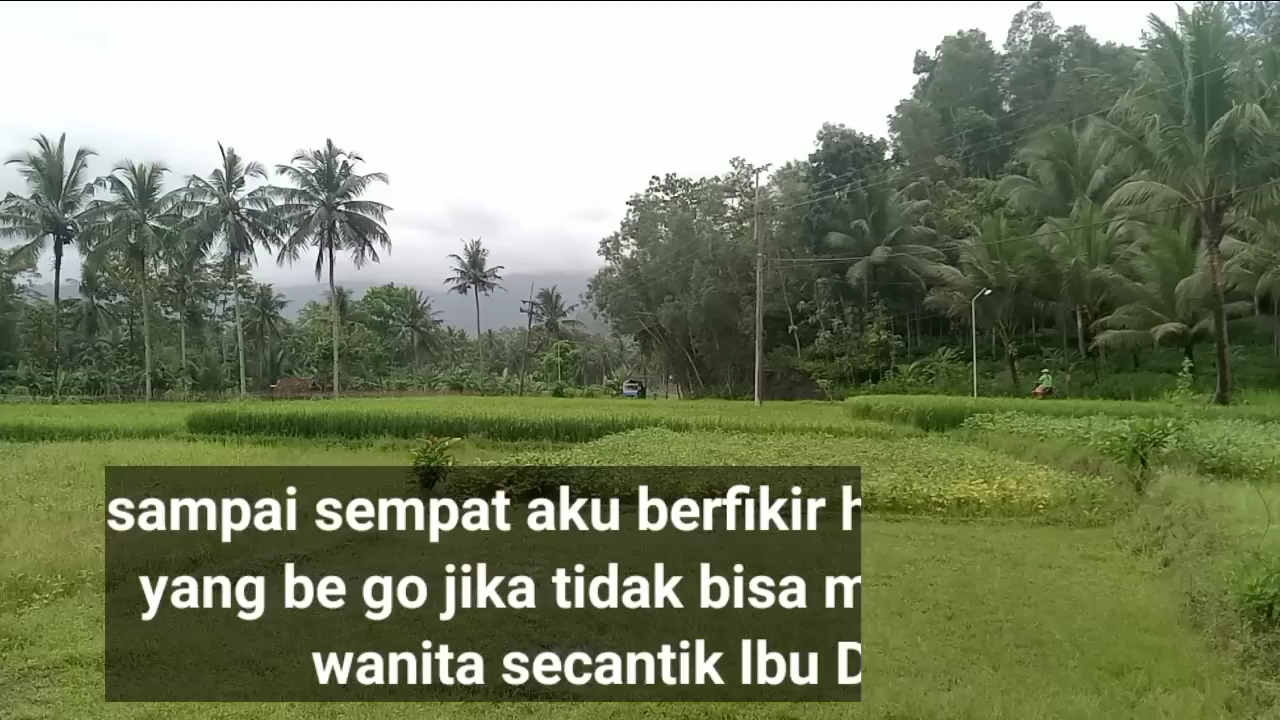 sampai sempat aku berfikir
yang be go jika tidak bisa
wanita secantik Ibu